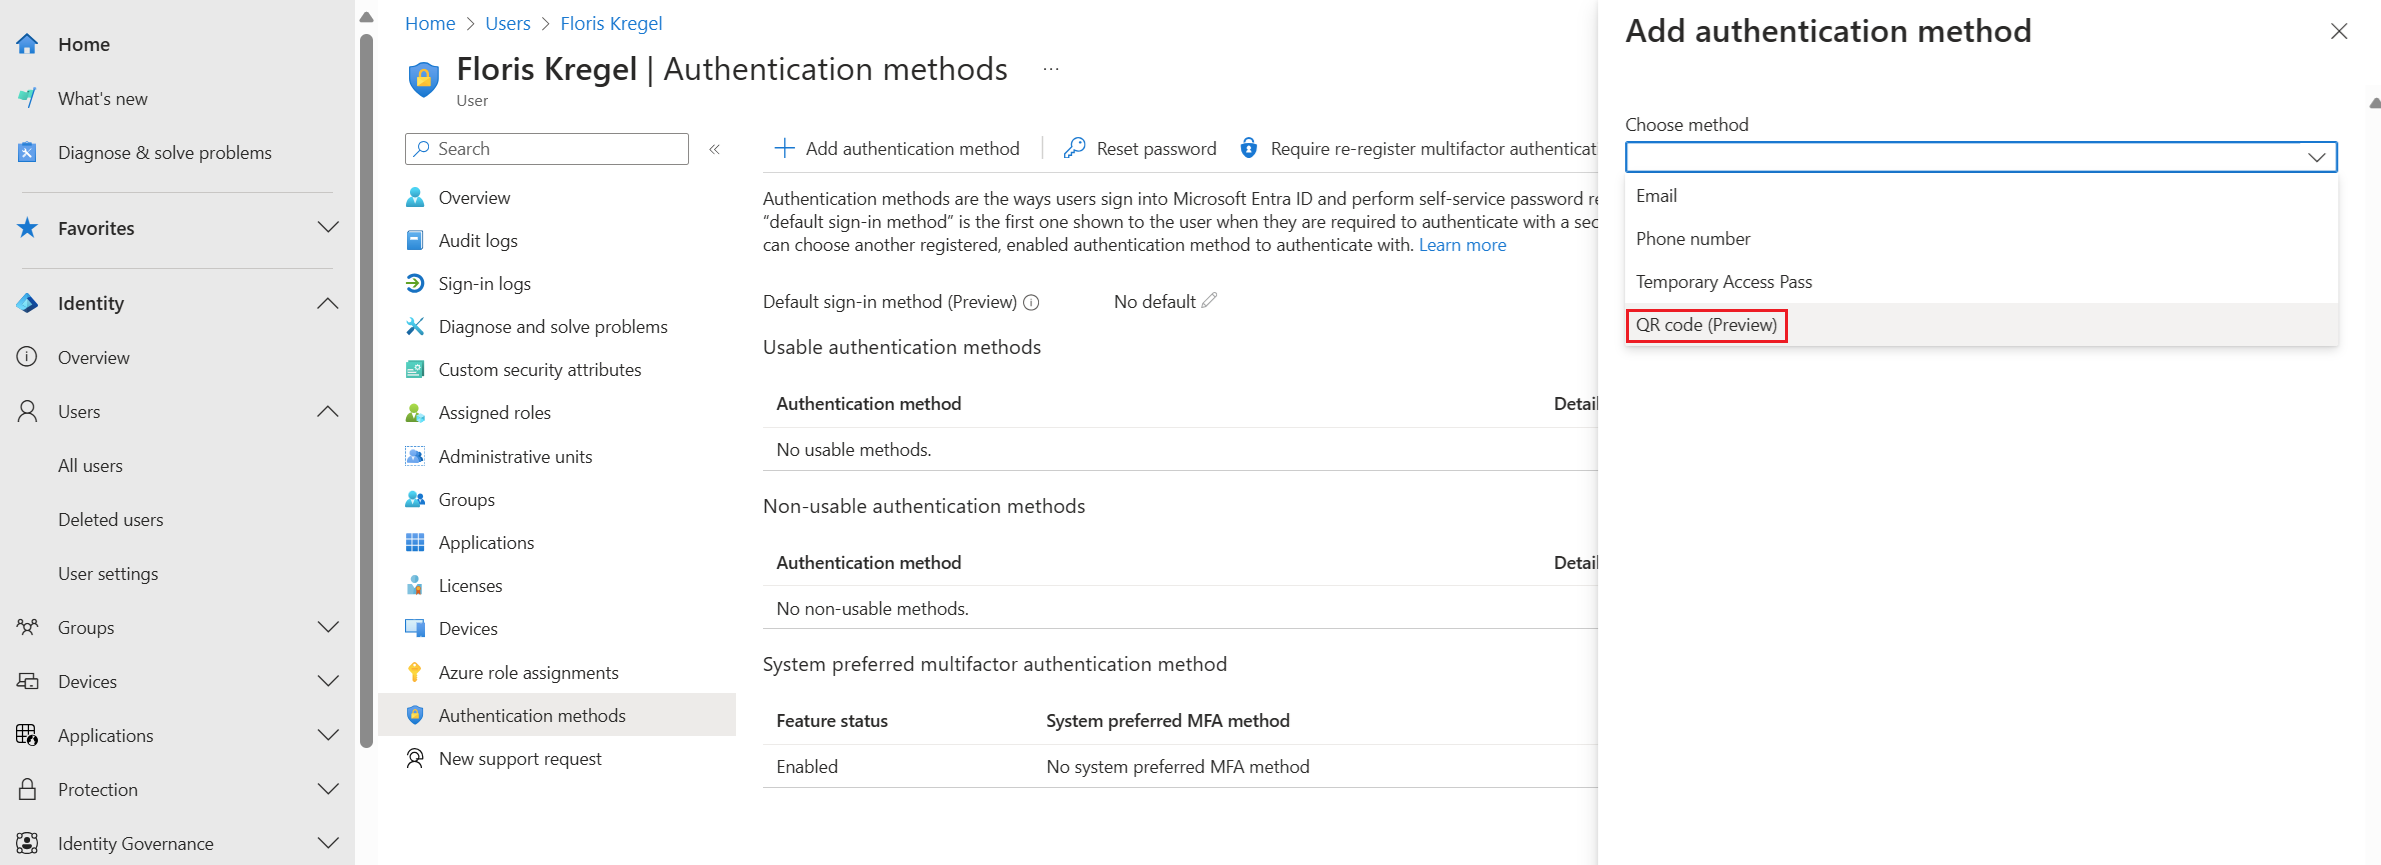 Home
What's new
Diagnose & solve problems
Favorites
Identity
Overview
Users
All users
Deleted users
User settings
Groups
Devices
Applications
Protection
Identity Governance
Home > Users > Floris Kregel
Floris Kregel | Authentication methods ...
User
Search
Overview
Audit logs
Sign-in logs
Diagnose and solve problems
Custom security attributes
Assigned roles
Administrative units
Groups
Applications
Licenses
Devices
Azure role assignments
Authentication methods
New support request
Add authentication method | Reset password Require re-register multifactor authenticat
Authentication methods are the ways users sign into Microsoft Entra ID and perform self-service password re
“default sign-in method” is the first one shown to the user when they are required to authenticate with a sec
can choose another registered, enabled authentication method to authenticate with. Learn more
Default sign-in method (Preview) No default
Usable authentication methods
Authentication method Detail
No usable methods.
Non-usable authentication methods
Authentication method Detail
No non-usable methods.
System preferred multifactor authentication method
Feature status System preferred MFA method
Enabled No system preferred MFA method
Add authentication method
Choose method
Email
Phone number
Temporary Access Pass
QR code (Preview)